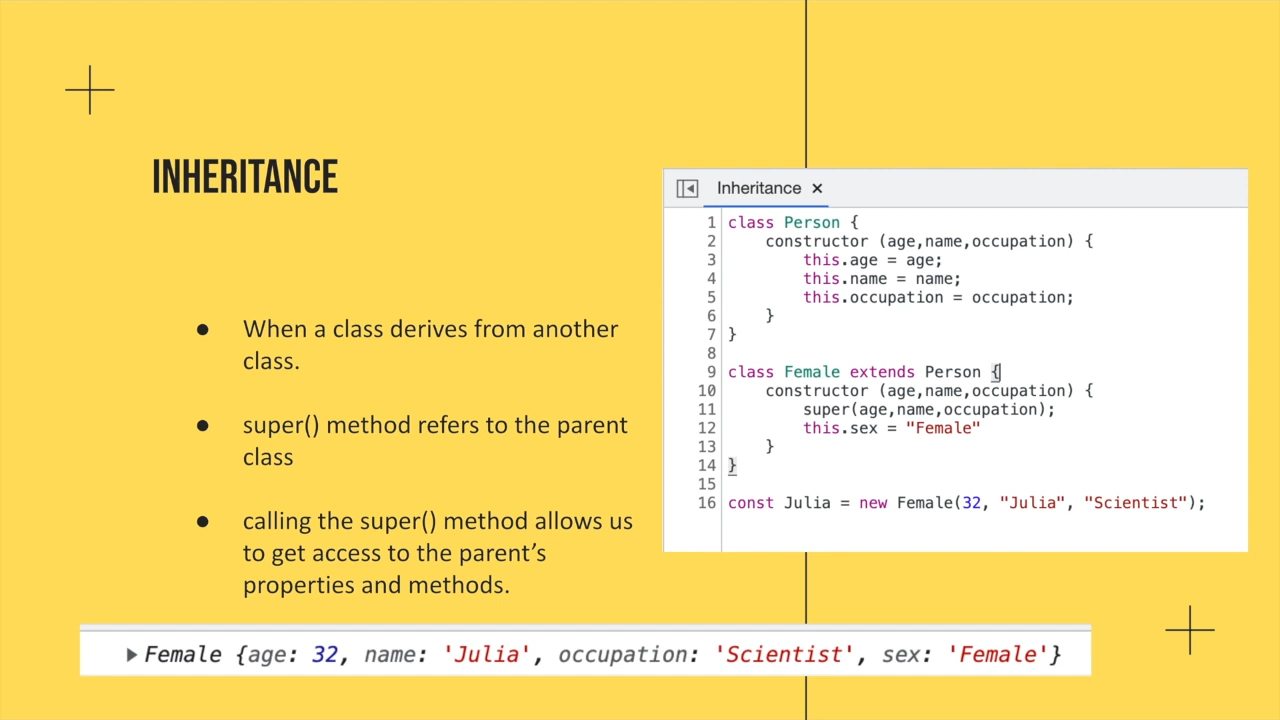 INHERITANCE
● When a class derives from another
class.
● super() method refers to the parent
class
● calling the super() method allows us
to get access to the parent’s
properties and methods.
Inheritance ×
1 class Person {
2     constructor (age,name,occupation) {
3         this.age = age;
4         this.name = name;
5         this.occupation = occupation;
6     }
7 }
8
9 class Female extends Person {
10     constructor (age,name,occupation) {
11         super(age,name,occupation);
12         this.sex = "Female"
13     }
14 }
15
16 const Julia = new Female(32, "Julia", "Scientist");
▶ Female {age: 32, name: 'Julia', occupation: 'Scientist', sex: 'Female'}